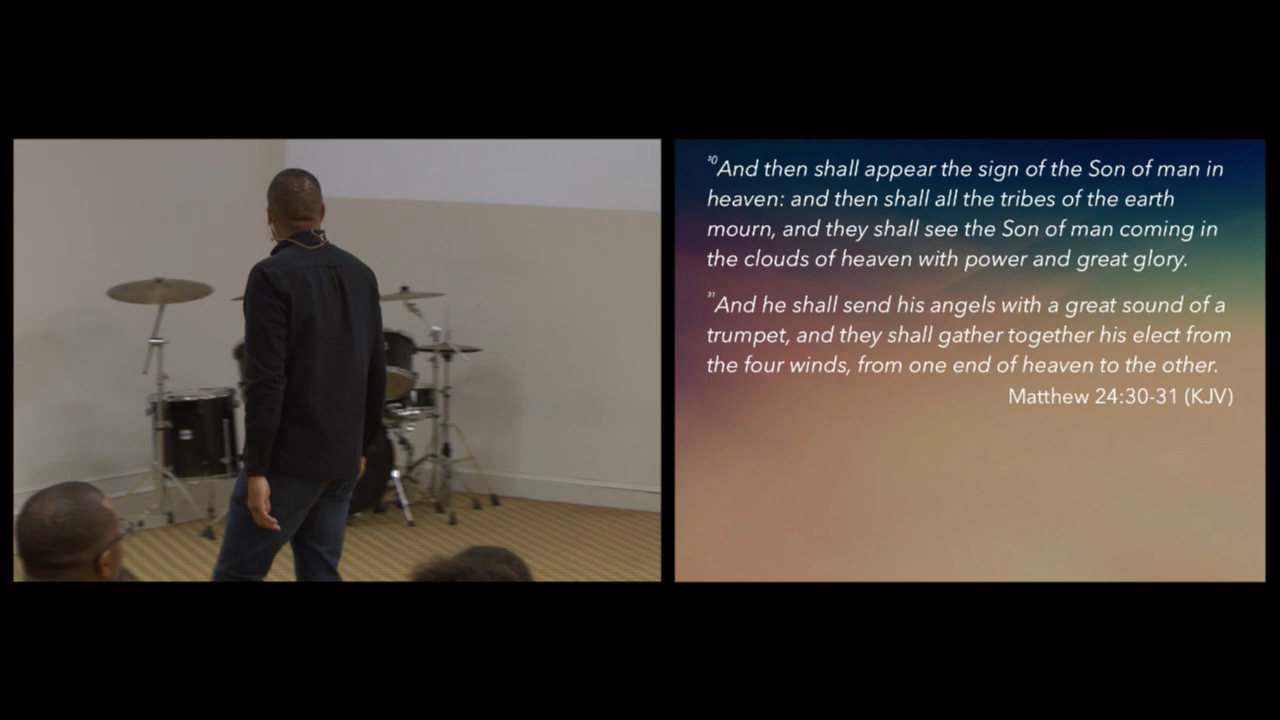 30And then shall appear the sign of the Son of man in
heaven: and then shall all the tribes of the earth
mourn, and they shall see the Son of man coming in
the clouds of heaven with power and great glory.
31And he shall send his angels with a great sound of a
trumpet, and they shall gather together his elect from
the four winds, from one end of heaven to the other.
Matthew 24:30-31 (KJV)